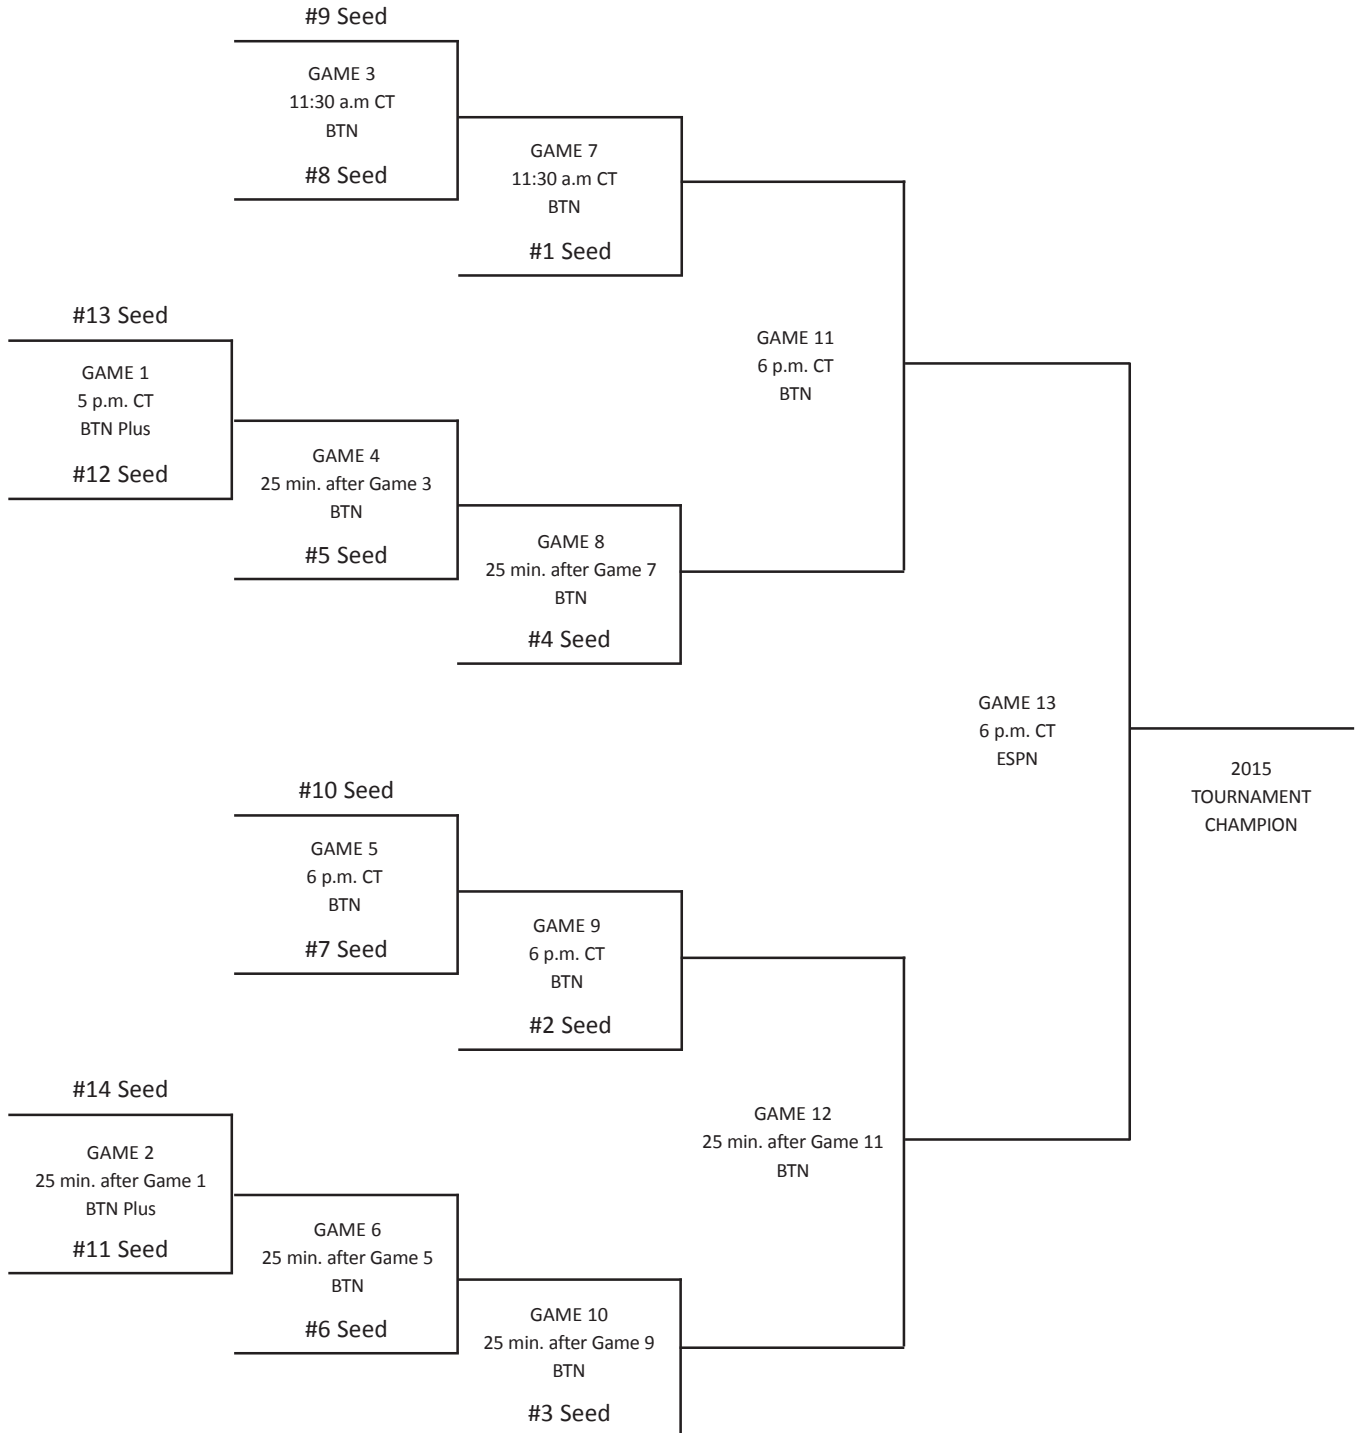 #9 Seed
GAME 3
11:30 a.m CT
BTN
#8 Seed
GAME 7
11:30 a.m CT
BTN
#1 Seed
#13 Seed
GAME 1
5 p.m. CT
BTN Plus
#12 Seed
GAME 4
25 min. after Game 3
BTN
#5 Seed
GAME 8
25 min. after Game 7
BTN
#4 Seed
GAME 11
6 p.m. CT
BTN
#10 Seed
GAME 5
6 p.m. CT
BTN
#7 Seed
GAME 9
6 p.m. CT
BTN
#2 Seed
#14 Seed
GAME 2
25 min. after Game 1
BTN Plus
#11 Seed
GAME 6
25 min. after Game 5
BTN
#6 Seed
GAME 10
25 min. after Game 9
BTN
#3 Seed
GAME 12
25 min. after Game 11
BTN
GAME 13
6 p.m. CT
ESPN
2015
TOURNAMENT
CHAMPION